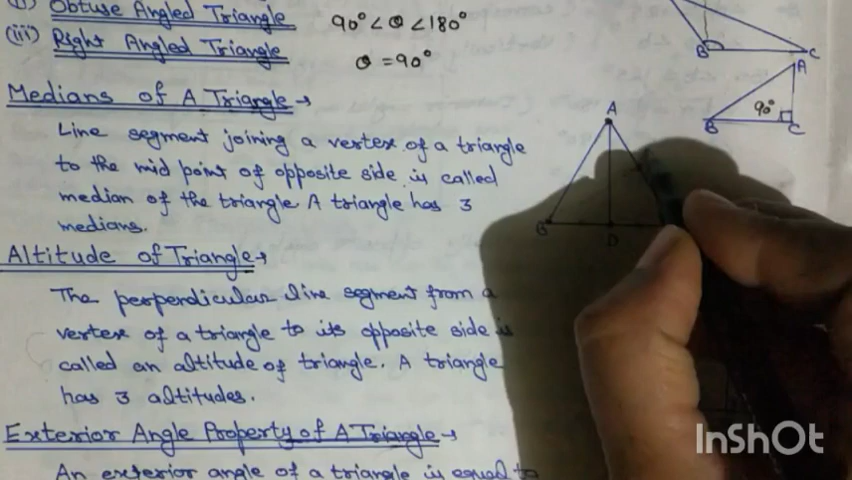 (ii) Obtuse Angled Triangle 90° < θ < 180°
(iii) Right Angled Triangle θ = 90°
B C
A
90°
B C
Medians of A Triangle →
Line segment joining a vertex of a triangle
to the mid point of opposite side is called
median of the triangle A triangle has 3
medians.
A
B D
Altitude of Triangle →
The perpendicular line segment from a
vertex of a triangle to its opposite side is
called an altitude of triangle. A triangle
has 3 altitudes.
Exterior Angle Property of A Triangle →
An exterior angle of a triangle is equal to
InShOt